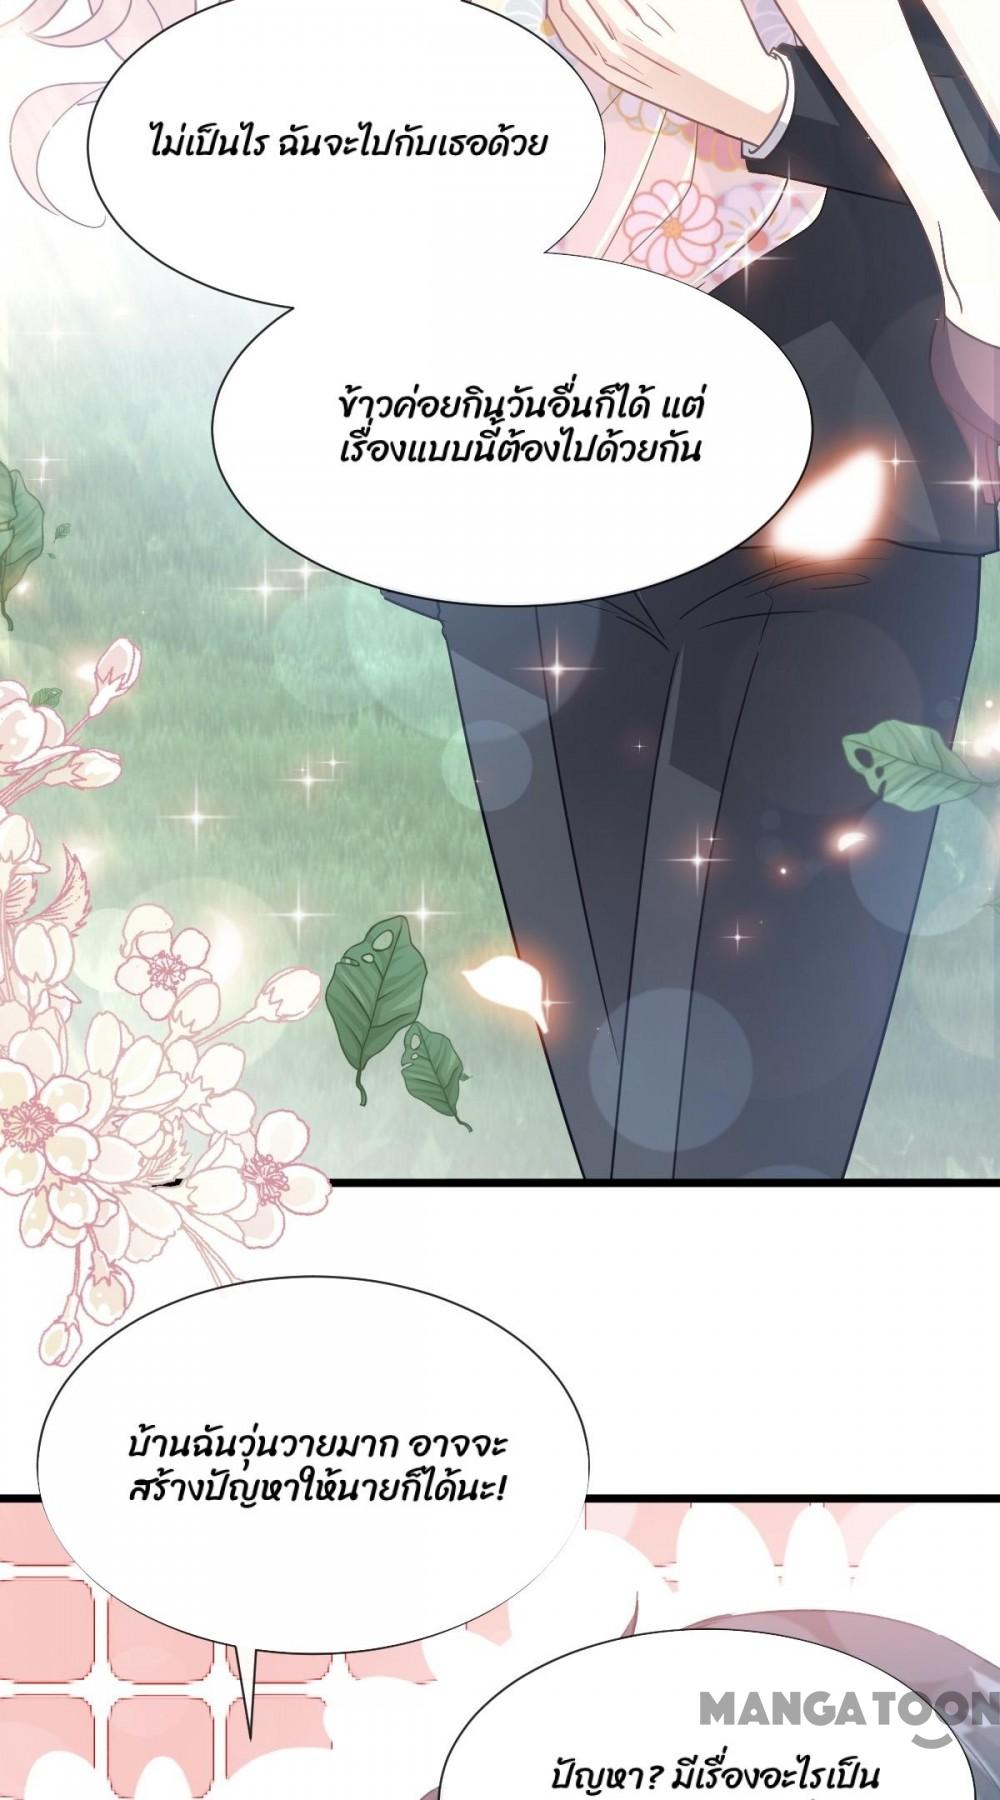 ไม่เป็นไร ฉันจะไปกับเธอด้วย
ข้าวค่อยกินวันอื่นก็ได้ แต่
เรื่องแบบนี้ต้องไปด้วยกัน
บ้านฉันวุ่นวายมาก อาจจะ
สร้างปัญหาให้นายก็ได้นะ!
MANGATOON
ปัญหา? มีเรื่องอะไรเป็น